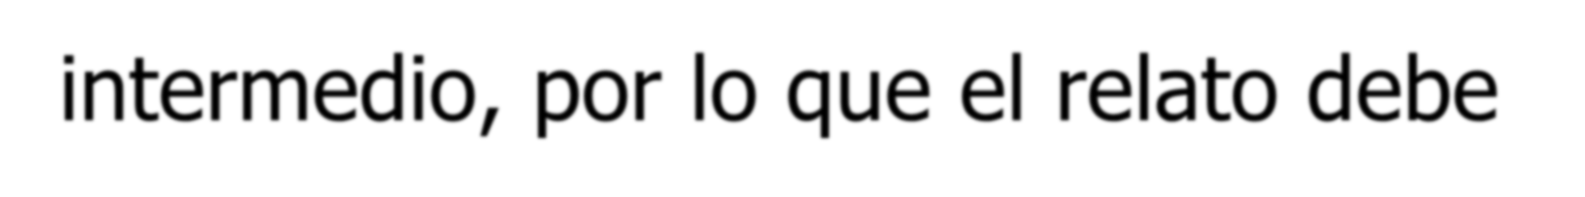 intermedio, por lo que el relato debe